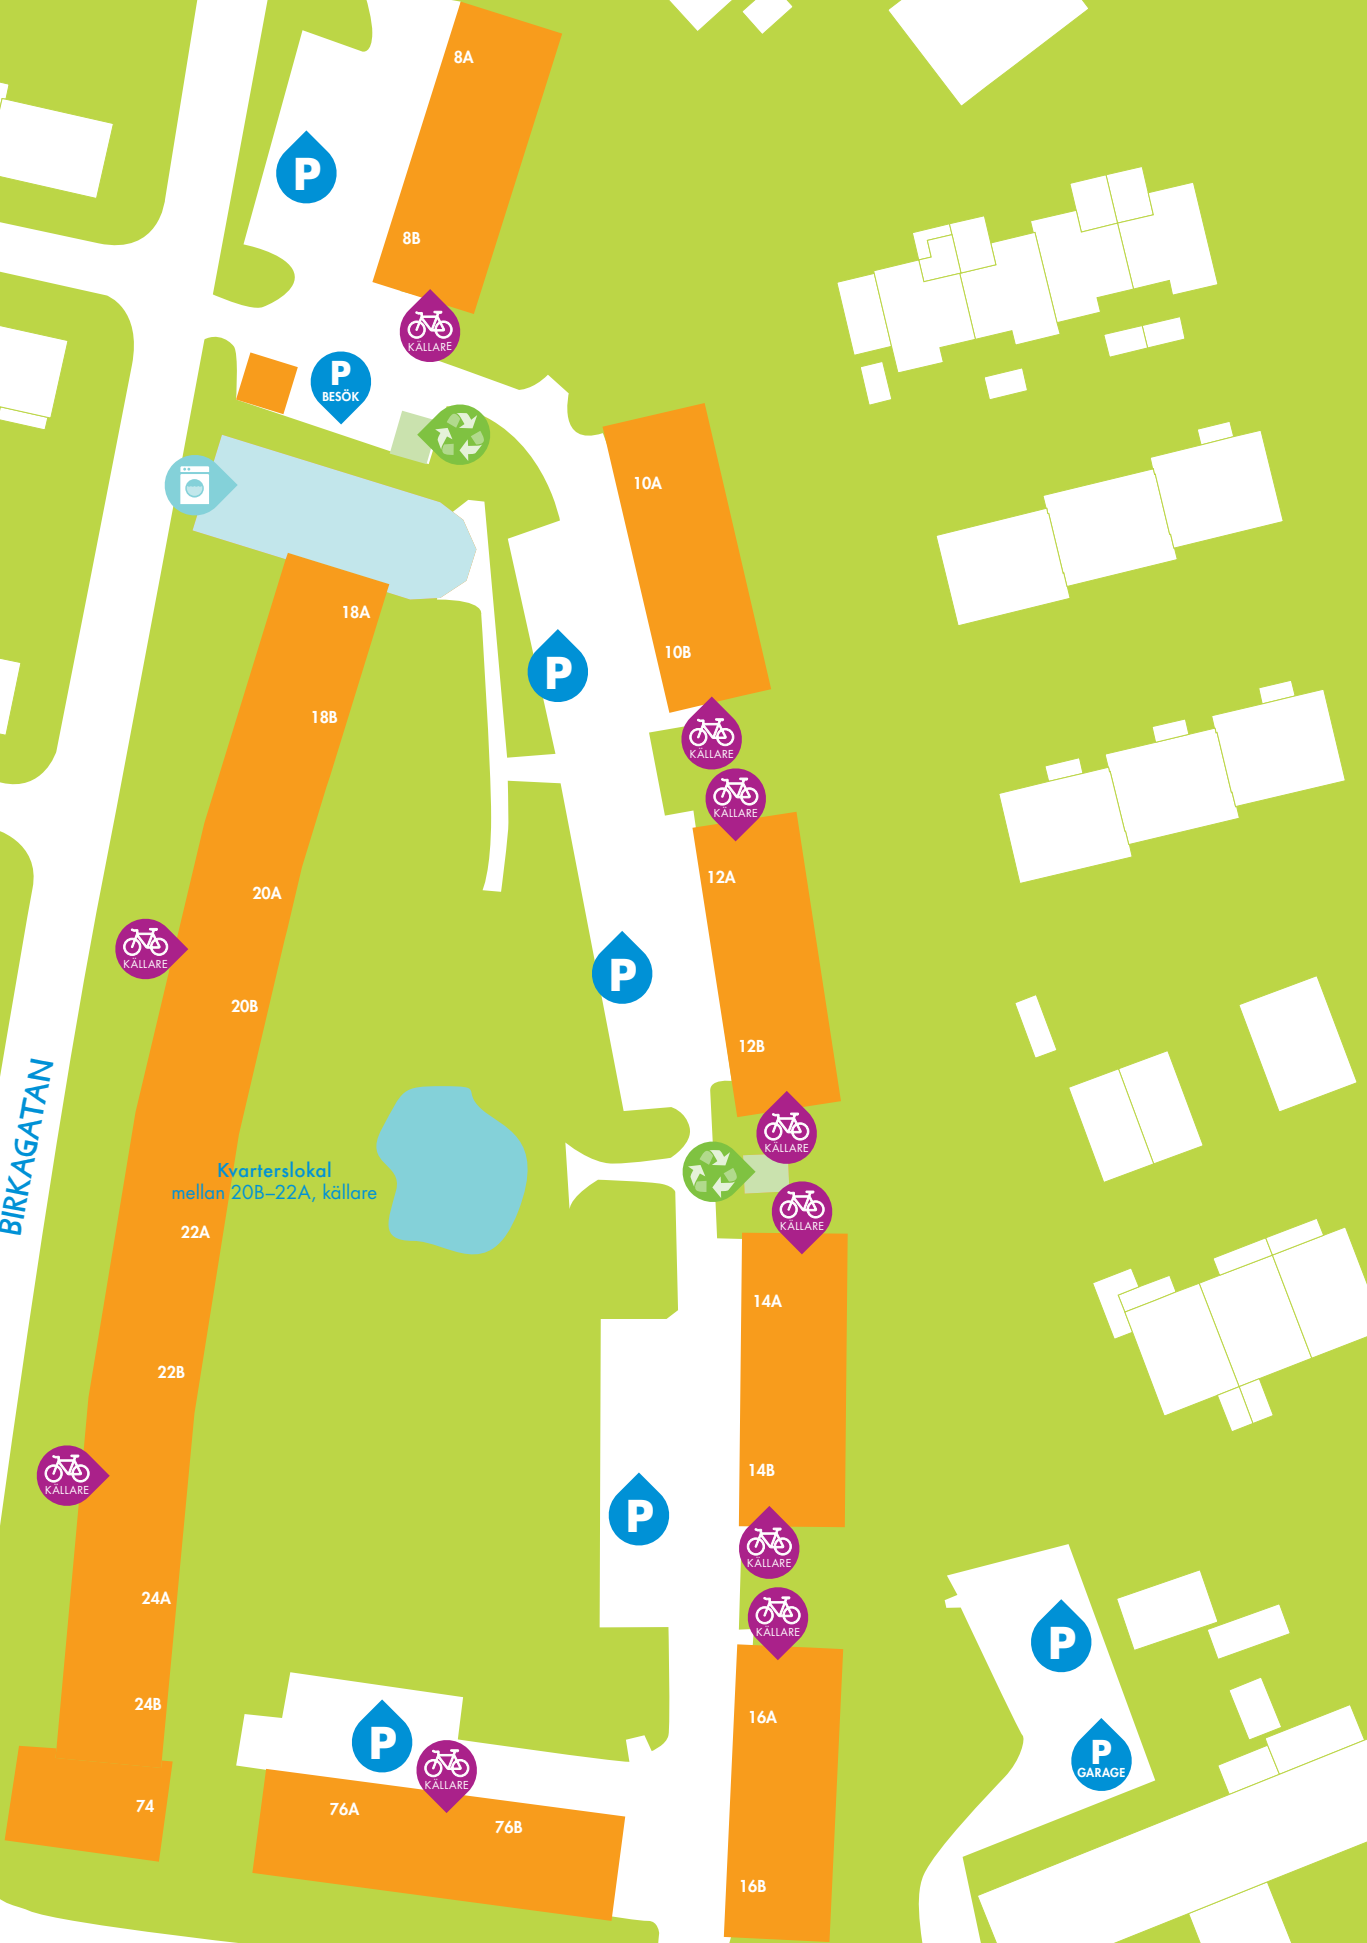 8A
P
8B
KÄLLARE
P
BESÖK
10A
18A
10B
P
18B
KÄLLARE
KÄLLARE
12A
20A
KÄLLARE
P
20B
12B
BIRKAGATAN
KÄLLARE
Kvarterslokal
mellan 20B–22A, källare
22A
KÄLLARE
14A
22B
14B
KÄLLARE
P
KÄLLARE
24A
KÄLLARE
P
24B
16A
P
KÄLLARE
P
GARAGE
74
76A
76B
16B